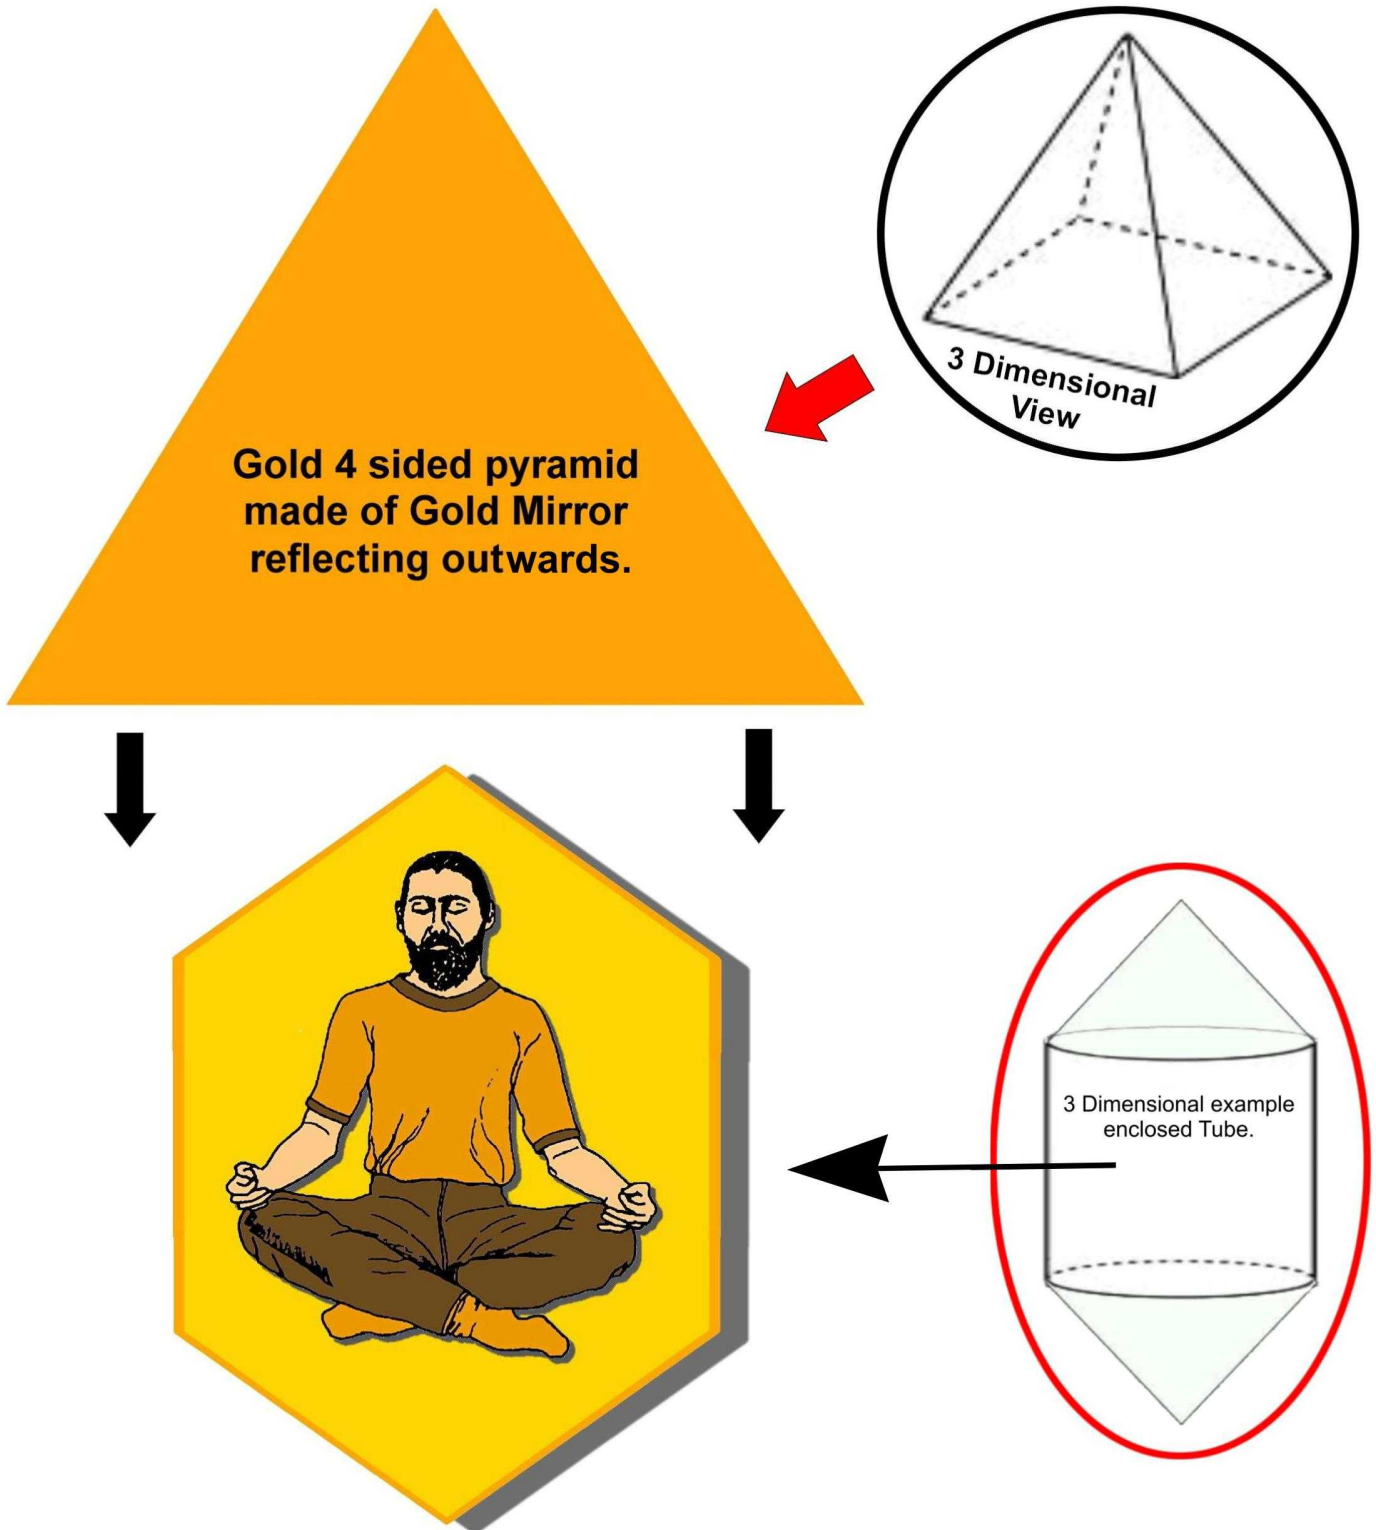 3 Dimensional
View
Gold 4 sided pyramid
made of Gold Mirror
reflecting outwards.
3 Dimensional example
enclosed Tube.